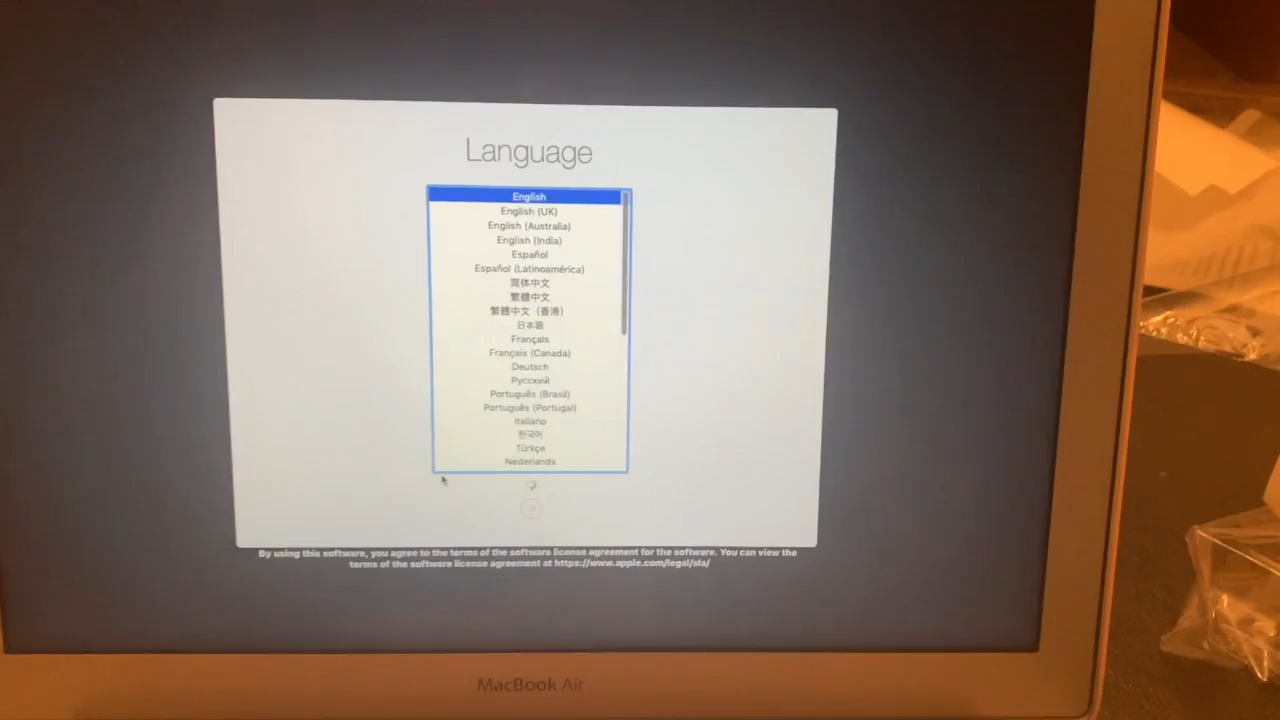 Language
English
English (UK)
English (Australia)
English (India)
Español
Español (Latinoamérica)
简体中文
繁體中文
繁體中文（香港）
日本語
Français
Français (Canada)
Deutsch
Русский
Português (Brasil)
Português (Portugal)
Italiano
한국어
Türkçe
Nederlands
By using this software, you agree to the terms of the software license agreement for the software. You can view the
terms of the software license agreement at https://www.apple.com/legal/sla/
MacBook Air